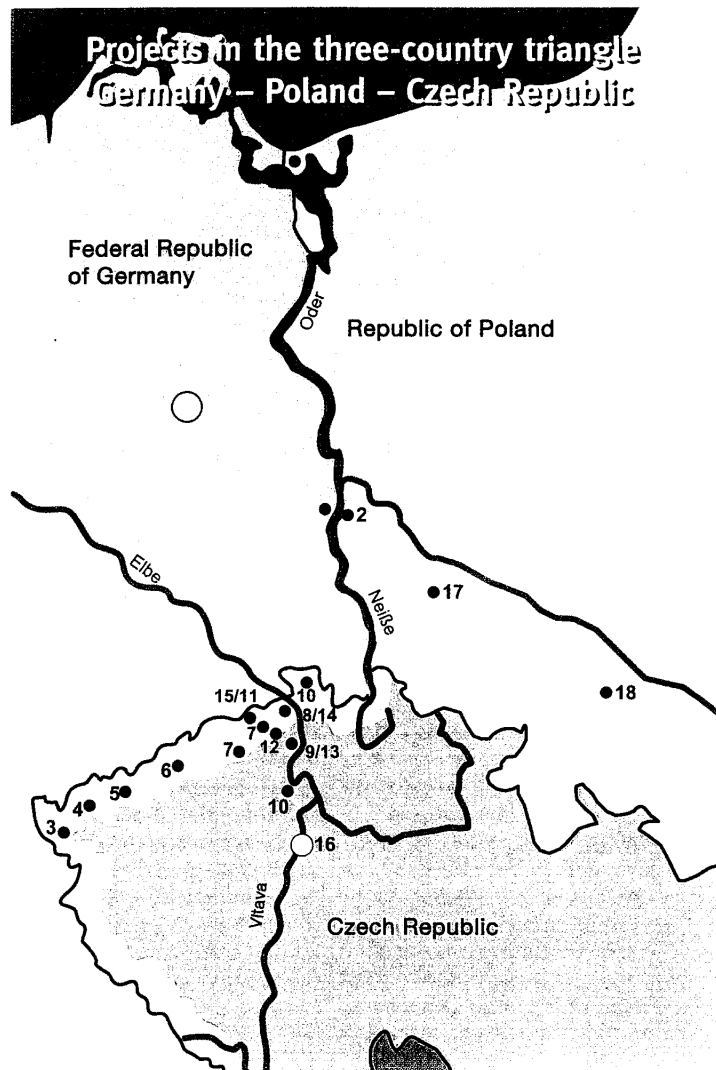 Projects in the three-country triangle
Germany – Poland – Czech Republic
Federal Republic
of Germany
Oder
Republic of Poland
2
Elbe
Neiße
17
18
15/11
10
8/14
7
12
7
9/13
6
5
10
4
3
16
Vltava
Czech Republic